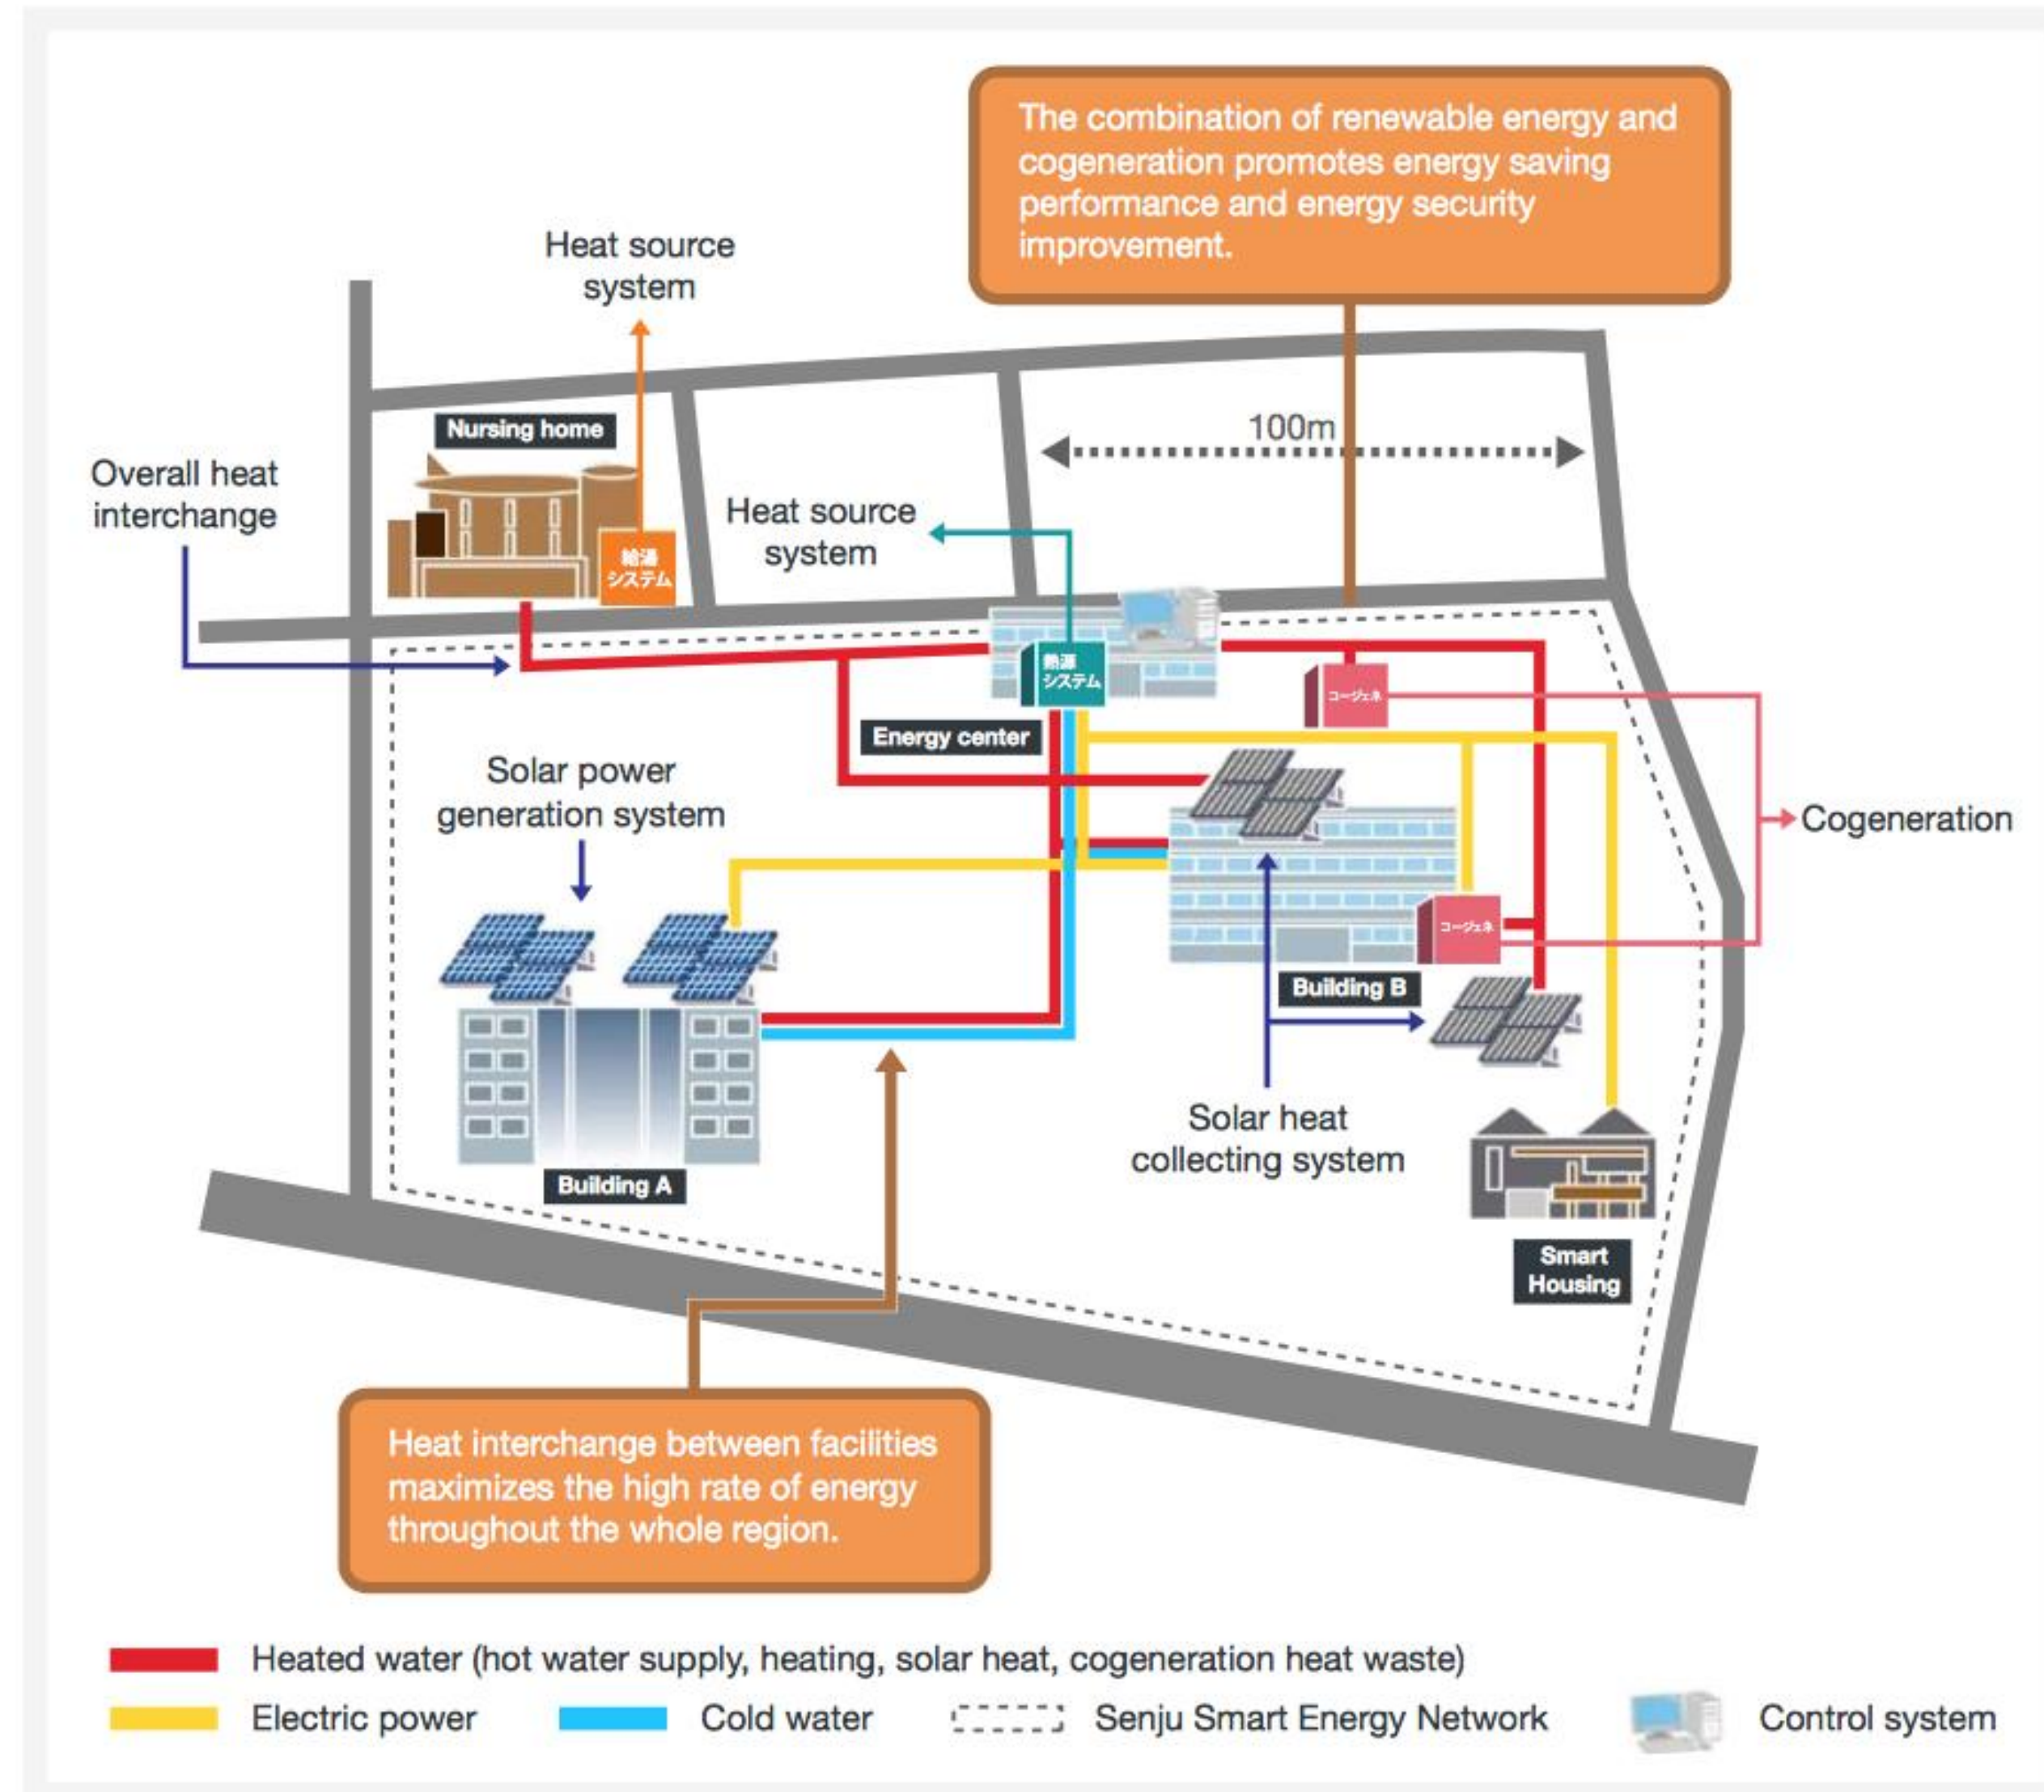 The combination of renewable energy and
cogeneration promotes energy saving
performance and energy security
improvement.
Heat source
system
Nursing home
100m
Overall heat
interchange
Heat source
system
給湯
システム
熱源
システム
コージェネ
Energy center
Solar power
generation system
Cogeneration
コージェネ
Building B
Solar heat
collecting system
Building A
Smart
Housing
Heat interchange between facilities
maximizes the high rate of energy
throughout the whole region.
Heated water (hot water supply, heating, solar heat, cogeneration heat waste)
Electric power
Cold water
Senju Smart Energy Network
Control system